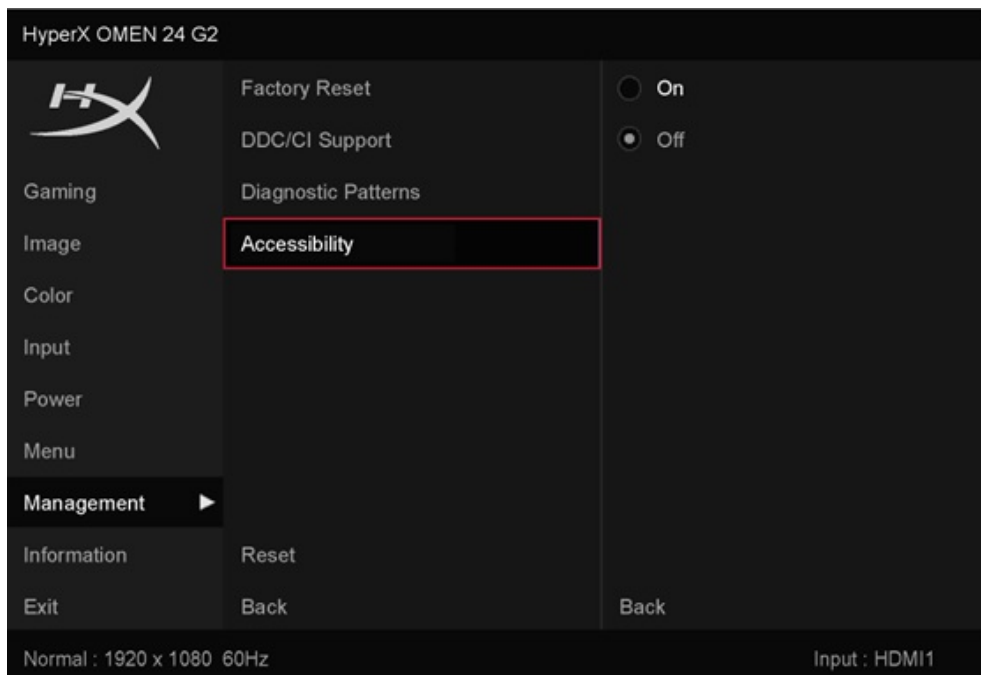 HyperX OMEN 24 G2
HX
Gaming
Image
Color
Input
Power
Menu
Management
Information
Exit
Factory Reset
DDC/CI Support
Diagnostic Patterns
Accessibility
Reset
Back
On
Off
Back
Normal : 1920 x 1080 60Hz
Input : HDMI1